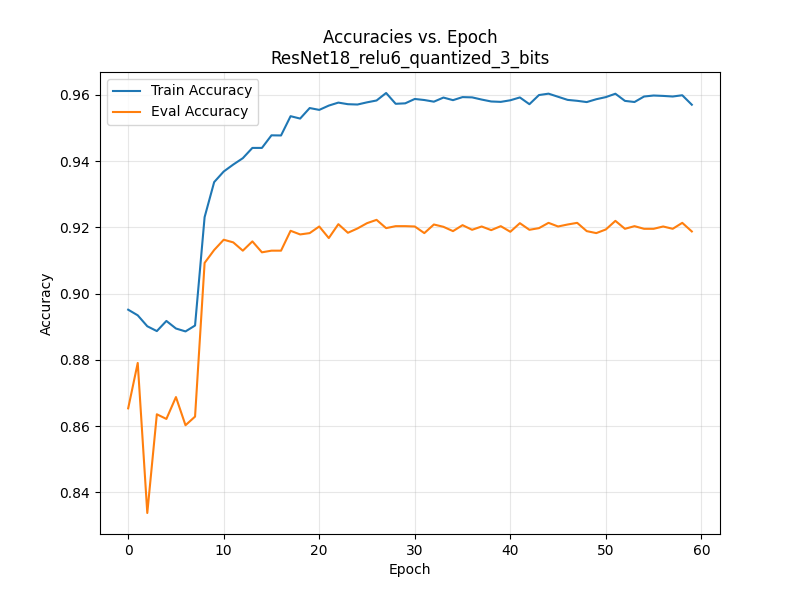 Accuracies vs. Epoch
ResNet18_relu6_quantized_3_bits
Train Accuracy
Eval Accuracy
0.96
0.94
0.92
0.90
0.88
0.86
0.84
Accuracy
0 10 20 30 40 50 60
Epoch